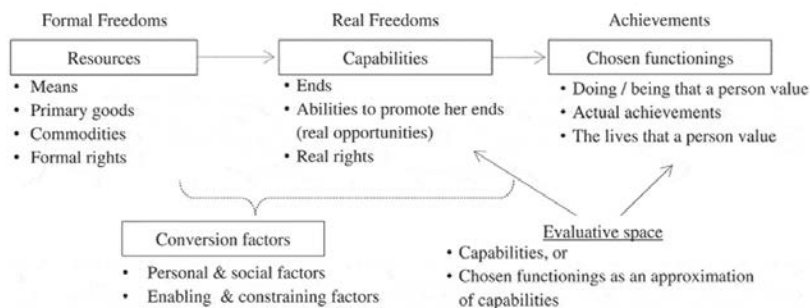 Formal Freedoms
Real Freedoms
Achievements
Resources
Capabilities
Chosen functionings
• Means
• Primary goods
• Commodities
• Formal rights
• Ends
• Abilities to promote her ends
(real opportunities)
• Real rights
• Doing / being that a person value
• Actual achievements
• The lives that a person value
Conversion factors
• Personal & social factors
• Enabling & constraining factors
Evaluative space
• Capabilities, or
• Chosen functionings as an approximation
of capabilities